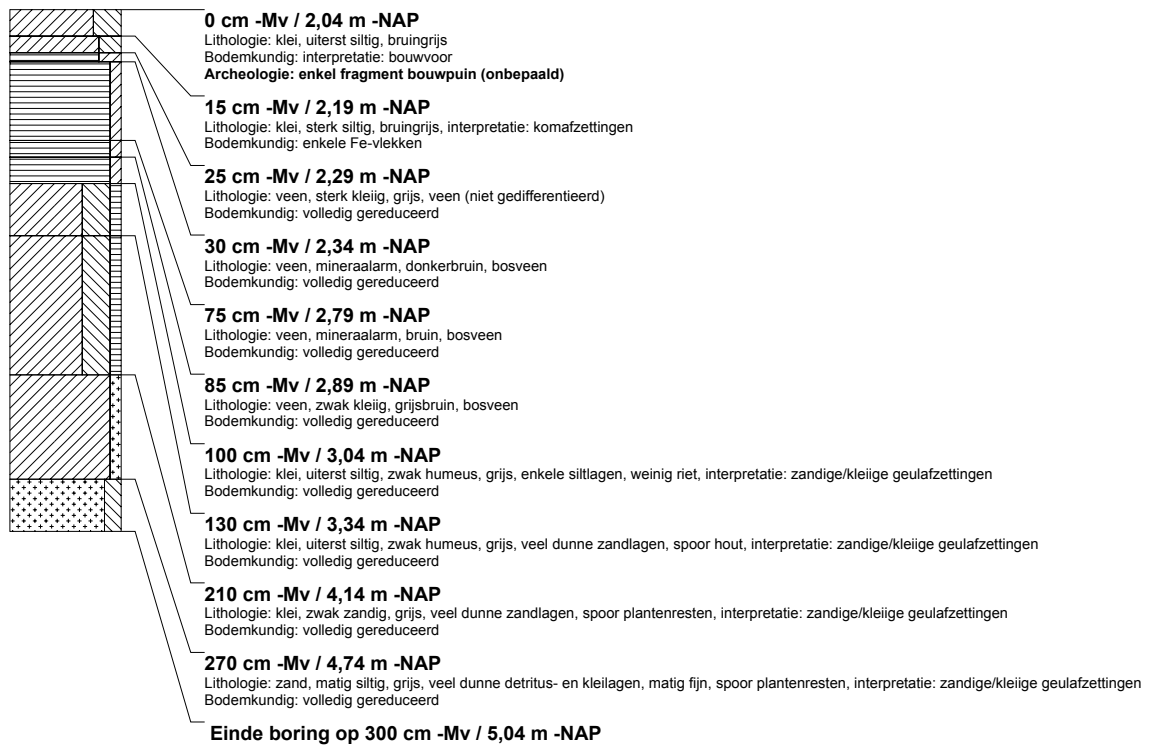 0 cm -Mv / 2,04 m -NAP
Lithologie: klei, uiterst siltig, bruingrijs
Bodemkundig: interpretatie: bouwvoor
Archeologie: enkel fragment bouwpuin (onbepaald)
15 cm -Mv / 2,19 m -NAP
Lithologie: klei, sterk siltig, bruingrijs, interpretatie: komafzettingen
Bodemkundig: enkele Fe-vlekken
25 cm -Mv / 2,29 m -NAP
Lithologie: veen, sterk kleiig, grijs, veen (niet gedifferentieerd)
Bodemkundig: volledig gereduceerd
30 cm -Mv / 2,34 m -NAP
Lithologie: veen, mineraalarm, donkerbruin, bosveen
Bodemkundig: volledig gereduceerd
75 cm -Mv / 2,79 m -NAP
Lithologie: veen, mineraalarm, bruin, bosveen
Bodemkundig: volledig gereduceerd
85 cm -Mv / 2,89 m -NAP
Lithologie: veen, zwak kleiig, grijsbruin, bosveen
Bodemkundig: volledig gereduceerd
100 cm -Mv / 3,04 m -NAP
Lithologie: klei, uiterst siltig, zwak humeus, grijs, enkele siltlagen, weinig riet, interpretatie: zandige/kleiige geulafzettingen
Bodemkundig: volledig gereduceerd
130 cm -Mv / 3,34 m -NAP
Lithologie: klei, uiterst siltig, zwak humeus, grijs, veel dunne zandlagen, spoor hout, interpretatie: zandige/kleiige geulafzettingen
Bodemkundig: volledig gereduceerd
210 cm -Mv / 4,14 m -NAP
Lithologie: klei, zwak zandig, grijs, veel dunne zandlagen, spoor plantenresten, interpretatie: zandige/kleiige geulafzettingen
Bodemkundig: volledig gereduceerd
270 cm -Mv / 4,74 m -NAP
Lithologie: zand, matig siltig, grijs, veel dunne detritus- en kleilagen, matig fijn, spoor plantenresten, interpretatie: zandige/kleiige geulafzettingen
Bodemkundig: volledig gereduceerd
Einde boring op 300 cm -Mv / 5,04 m -NAP